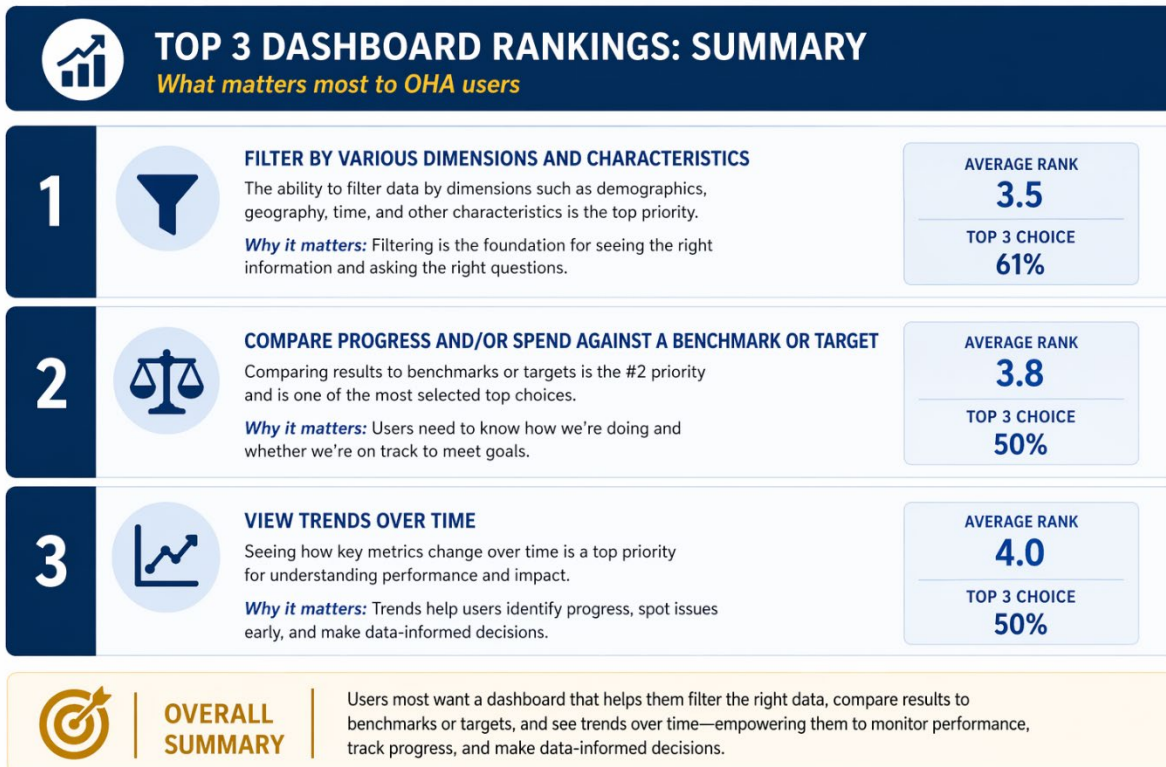 TOP 3 DASHBOARD RANKINGS: SUMMARY
What matters most to OHA users
1
FILTER BY VARIOUS DIMENSIONS AND CHARACTERISTICS
The ability to filter data by dimensions such as demographics,
geography, time, and other characteristics is the top priority.
Why it matters: Filtering is the foundation for seeing the right
information and asking the right questions.
AVERAGE RANK
3.5
TOP 3 CHOICE
61%
2
COMPARE PROGRESS AND/OR SPEND AGAINST A BENCHMARK OR TARGET
Comparing results to benchmarks or targets is the #2 priority
and is one of the most selected top choices.
Why it matters: Users need to know how we're doing and
whether we're on track to meet goals.
AVERAGE RANK
3.8
TOP 3 CHOICE
50%
3
VIEW TRENDS OVER TIME
Seeing how key metrics change over time is a top priority
for understanding performance and impact.
Why it matters: Trends help users identify progress, spot issues
early, and make data-informed decisions.
AVERAGE RANK
4.0
TOP 3 CHOICE
50%
OVERALL
SUMMARY
Users most want a dashboard that helps them filter the right data, compare results to
benchmarks or targets, and see trends over time—empowering them to monitor performance,
track progress, and make data-informed decisions.